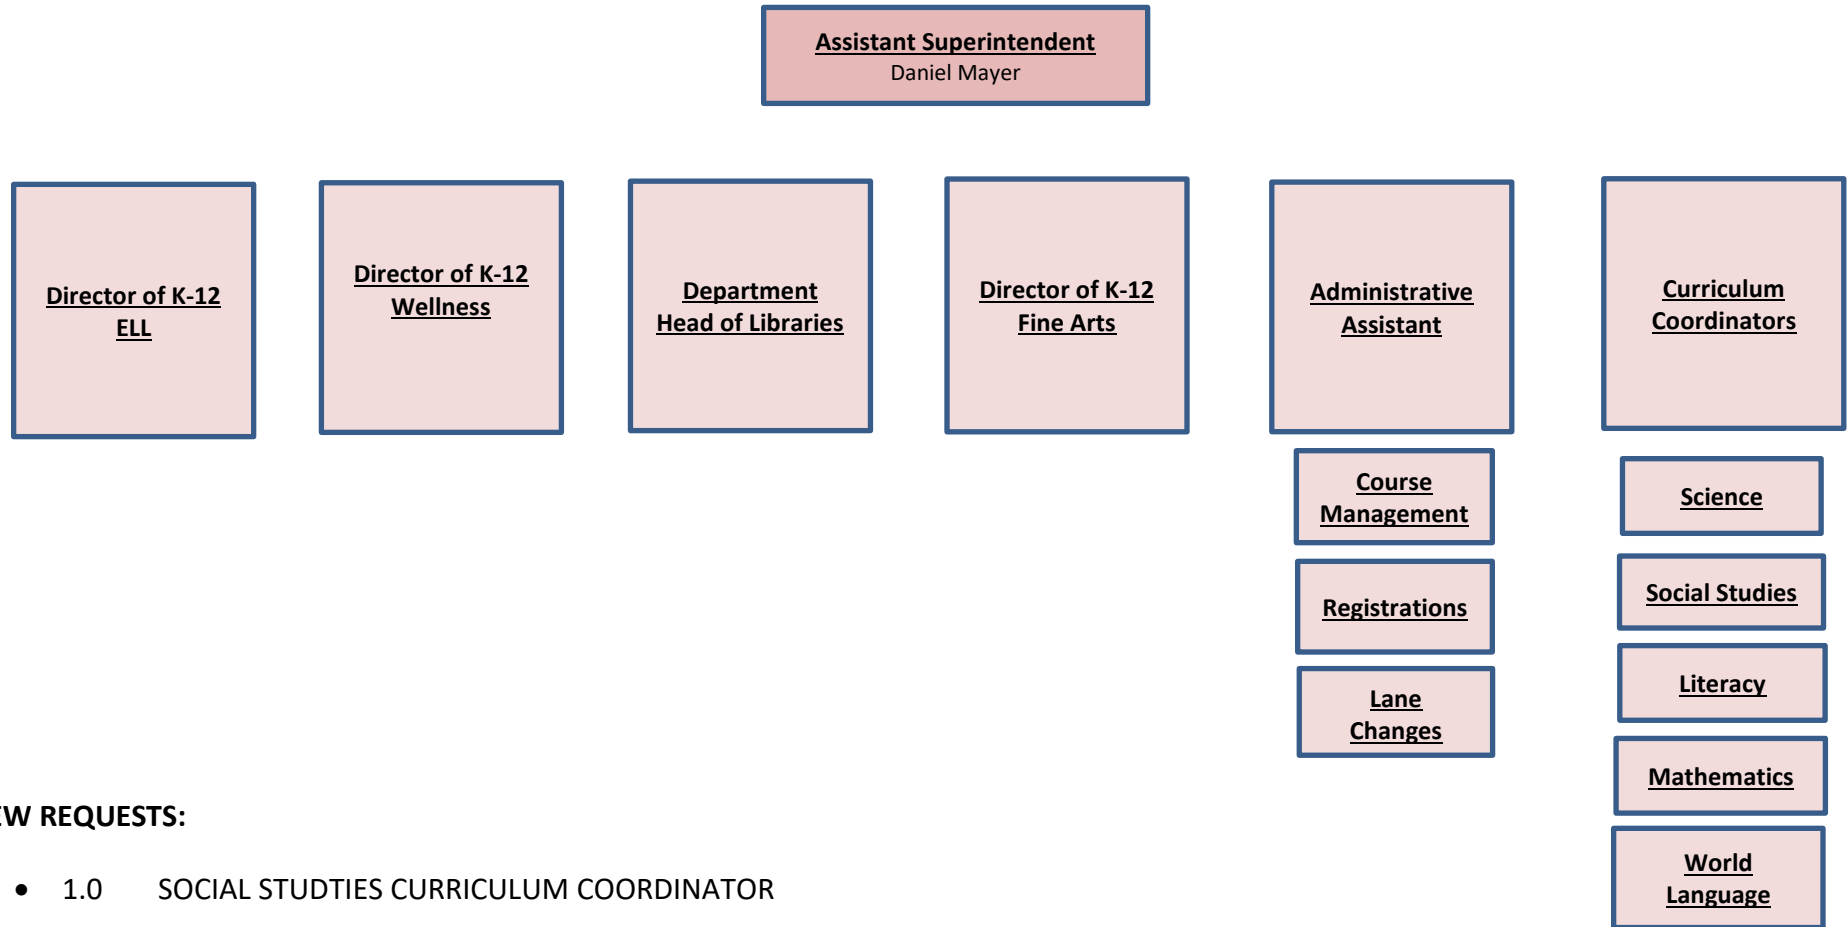 Assistant Superintendent
Daniel Mayer
Director of K-12
ELL
Director of K-12
Wellness
Department
Head of Libraries
Director of K-12
Fine Arts
Administrative
Assistant
Curriculum
Coordinators
Course
Management
Registrations
Lane
Changes
Science
Social Studies
Literacy
Mathematics
World
Language
EW REQUESTS:
• 1.0 SOCIAL STUDTIES CURRICULUM COORDINATOR